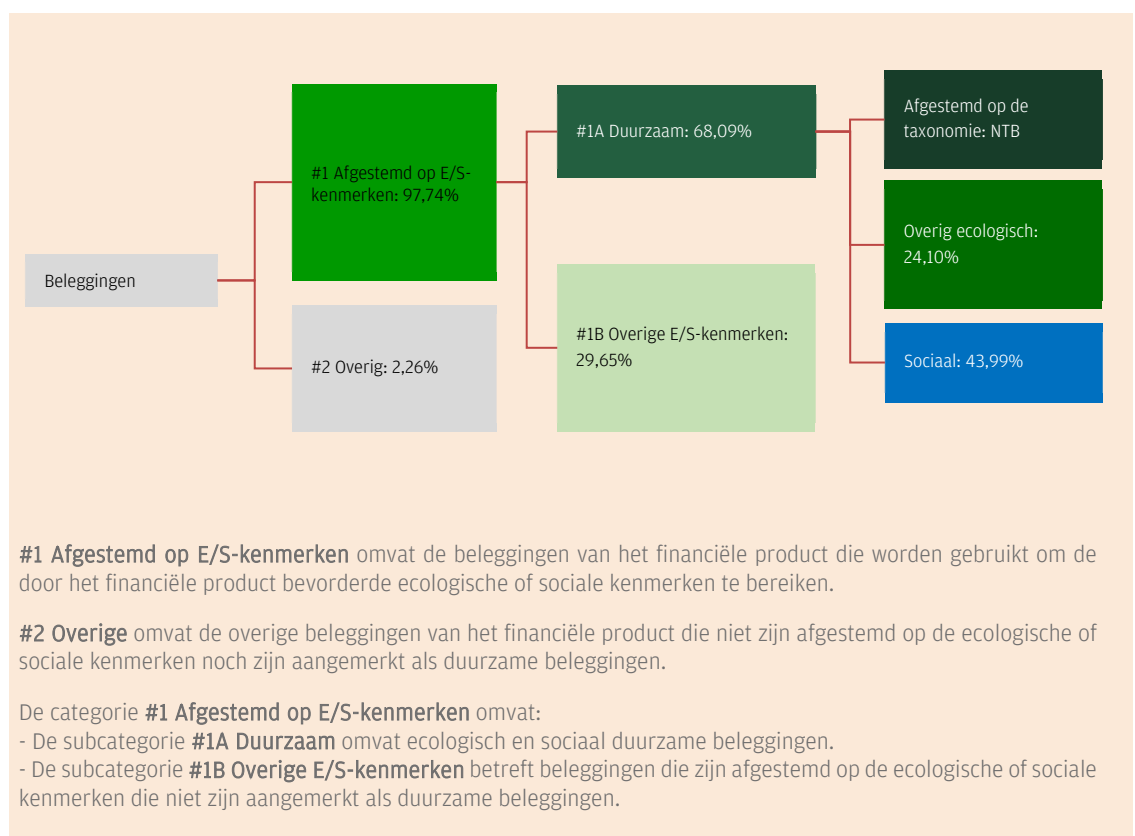 Beleggingen
#1 Afgestemd op E/S-
kenmerken: 97,74%
#2 Overig: 2,26%
#1A Duurzaam: 68,09%
#1B Overige E/S-kenmerken:
29,65%
Afgestemd op de
taxonomie: NTB
Overig ecologisch:
24,10%
Sociaal: 43,99%
#1 Afgestemd op E/S-kenmerken omvat de beleggingen van het financiële product die worden gebruikt om de
door het financiële product bevorderde ecologische of sociale kenmerken te bereiken.
#2 Overige omvat de overige beleggingen van het financiële product die niet zijn afgestemd op de ecologische of
sociale kenmerken noch zijn aangemerkt als duurzame beleggingen.
De categorie #1 Afgestemd op E/S-kenmerken omvat:
- De subcategorie #1A Duurzaam omvat ecologisch en sociaal duurzame beleggingen.
- De subcategorie #1B Overige E/S-kenmerken betreft beleggingen die zijn afgestemd op de ecologische of sociale
kenmerken die niet zijn aangemerkt als duurzame beleggingen.